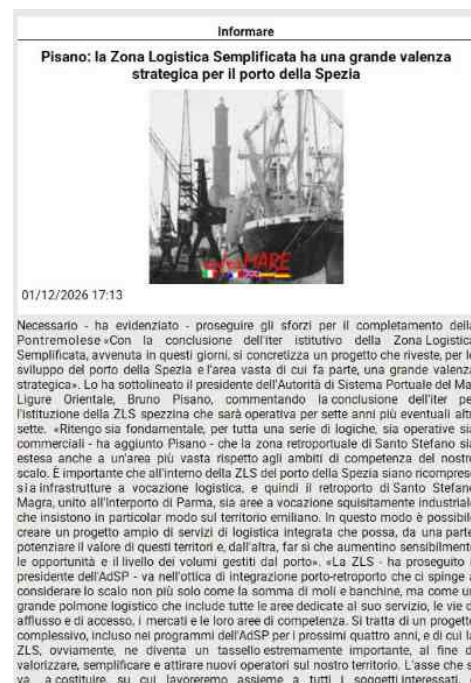 Informare
Pisano: la Zona Logistica Semplificata ha una grande valenza
strategica per il porto della Spezia
MARE
01/12/2026 17:13
Necessario - ha evidenziato - proseguire gli sforzi per il completamento della
Pontremolese «Con la conclusione dell'iter istitutivo della Zona Logistica
Semplificata, avvenuta in questi giorni, si concretizza un progetto che riveste, per lo
sviluppo del porto della Spezia e l'area vasta di cui fa parte, una grande valenza
strategica». Lo ha sottolineato il presidente dell'Autorità di Sistema Portuale del Mar
Ligure Orientale, Bruno Pisano, commentando la conclusione dell'iter per
l'istituzione della ZLS spezzina che sarà operativa per sette anni più eventuali altri
sette. «Ritengo sia fondamentale, per tutta una serie di logiche, sia operative sia
commerciali - ha aggiunto Pisano - che la zona retroportuale di Santo Stefano sia
estesa anche a un'area più vasta rispetto agli ambiti di competenza del nostro
scalo. È importante che all'interno della ZLS del porto della Spezia siano ricomprese
sia infrastrutture a vocazione logistica, e quindi il retroporto di Santo Stefano
Magra, unito all'Interporto di Parma, sia aree a vocazione squisitamente industriale
che insistono in particolar modo sul territorio emiliano. In questo modo è possibile
creare un progetto ampio di servizi di logistica integrata che possa, da una parte,
potenziare il valore di questi territori e, dall'altra, far sì che aumentino sensibilmente
le opportunità e il livello dei volumi gestiti dal porto». «La ZLS - ha proseguito il
presidente dell'AdSP - va nell'ottica di integrazione porto-retroporto che ci spinge a
considerare lo scalo non più solo come la somma di moli e banchine, ma come un
grande polmone logistico che include tutte le aree dedicate al suo servizio, le vie di
afflusso e di accesso, i mercati e le loro aree di competenza. Si tratta di un progetto
complessivo, incluso nei programmi dell'AdSP per i prossimi quattro anni, e di cui la
ZLS, ovviamente, ne diventa un tassello estremamente importante, al fine di
valorizzare, semplificare e attirare nuovi operatori sul nostro territorio. L'asse che si
va a costituire, su cui lavoreremo assieme a tutti i soggetti interessati,